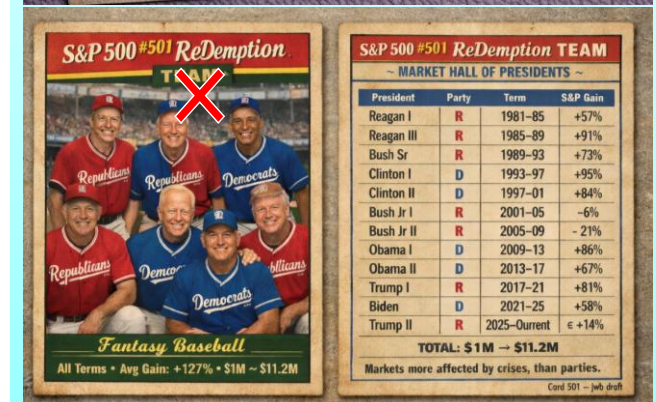 S&P 500 #501 ReDemption
TEAM
Republicans
Republicans
Democrats
Republicans
Democrats
blicans
Fantasy Baseball
All Terms • Avg Gain: +127% • $1M ~ $11.2M
S&P 500 #501 ReDemption TEAM
~ MARKET HALL OF PRESIDENTS ~
President Party Term S&P Gain
Reagan I R 1981–85 +57%
Reagan III R 1985–89 +91%
Bush Sr R 1989–93 +73%
Clinton I D 1993–97 +95%
Clinton II D 1997–01 +84%
Bush Jr I R 2001–05 –6%
Bush Jr II R 2005–09 - 21%
Obama I D 2009–13 +86%
Obama II D 2013–17 +67%
Trump I R 2017–21 +81%
Biden D 2021–25 +58%
Trump II R 2025–0urrent € +14%
TOTAL: $1M → $11.2M
Markets more affected by crises, than parties.
Card 501 – jwb draft